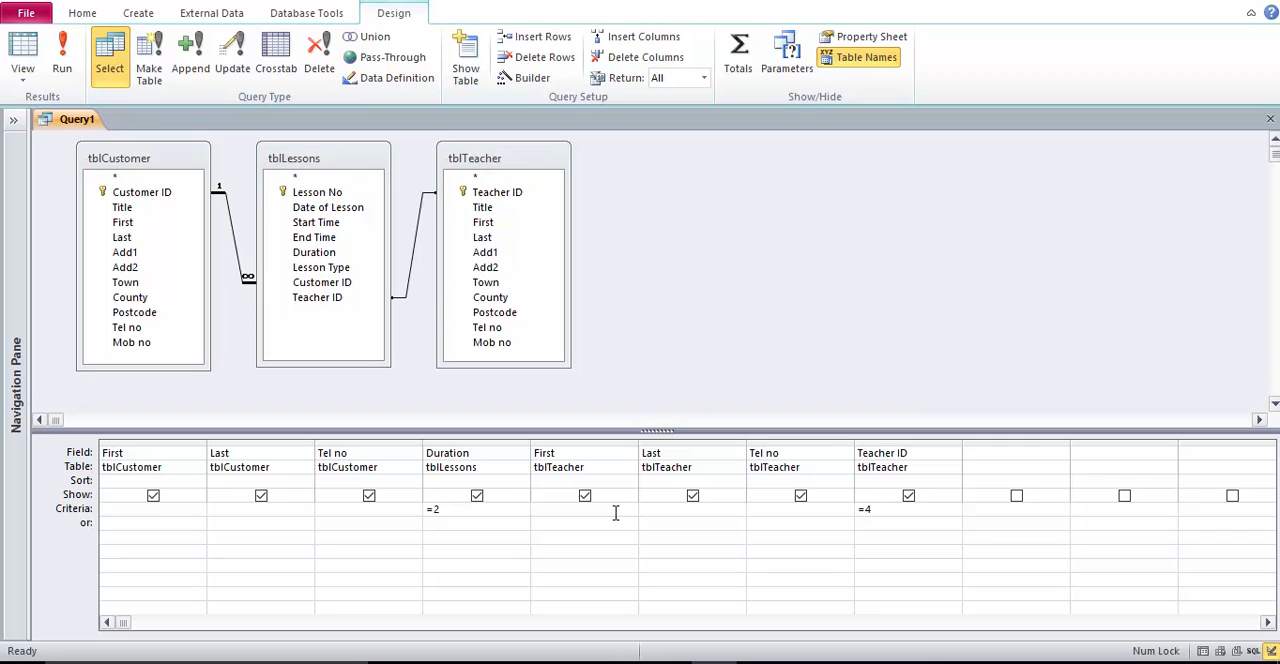 File Home Create External Data Database Tools Design
View Run Select Make Table Append Update Crosstab Delete Union Pass-Through Data Definition Show Table Insert Rows Delete Rows Builder Insert Columns Delete Columns Return: All Totals Parameters Property Sheet Table Names
Results Query Type Query Setup Show/Hide
Query1
Navigation Pane
tblCustomer
*
Customer ID
Title
First
Last
Add1
Add2
Town
County
Postcode
Tel no
Mob no
1
∞
tblLessons
*
Lesson No
Date of Lesson
Start Time
End Time
Duration
Lesson Type
Customer ID
Teacher ID
tblTeacher
*
Teacher ID
Title
First
Last
Add1
Add2
Town
County
Postcode
Tel no
Mob no
Field: First Last Tel no Duration First Last Tel no Teacher ID
Table: tblCustomer tblCustomer tblCustomer tblLessons tblTeacher tblTeacher tblTeacher tblTeacher
Sort:
Show:
Criteria: =2 =4
or:
Ready Num Lock SQL